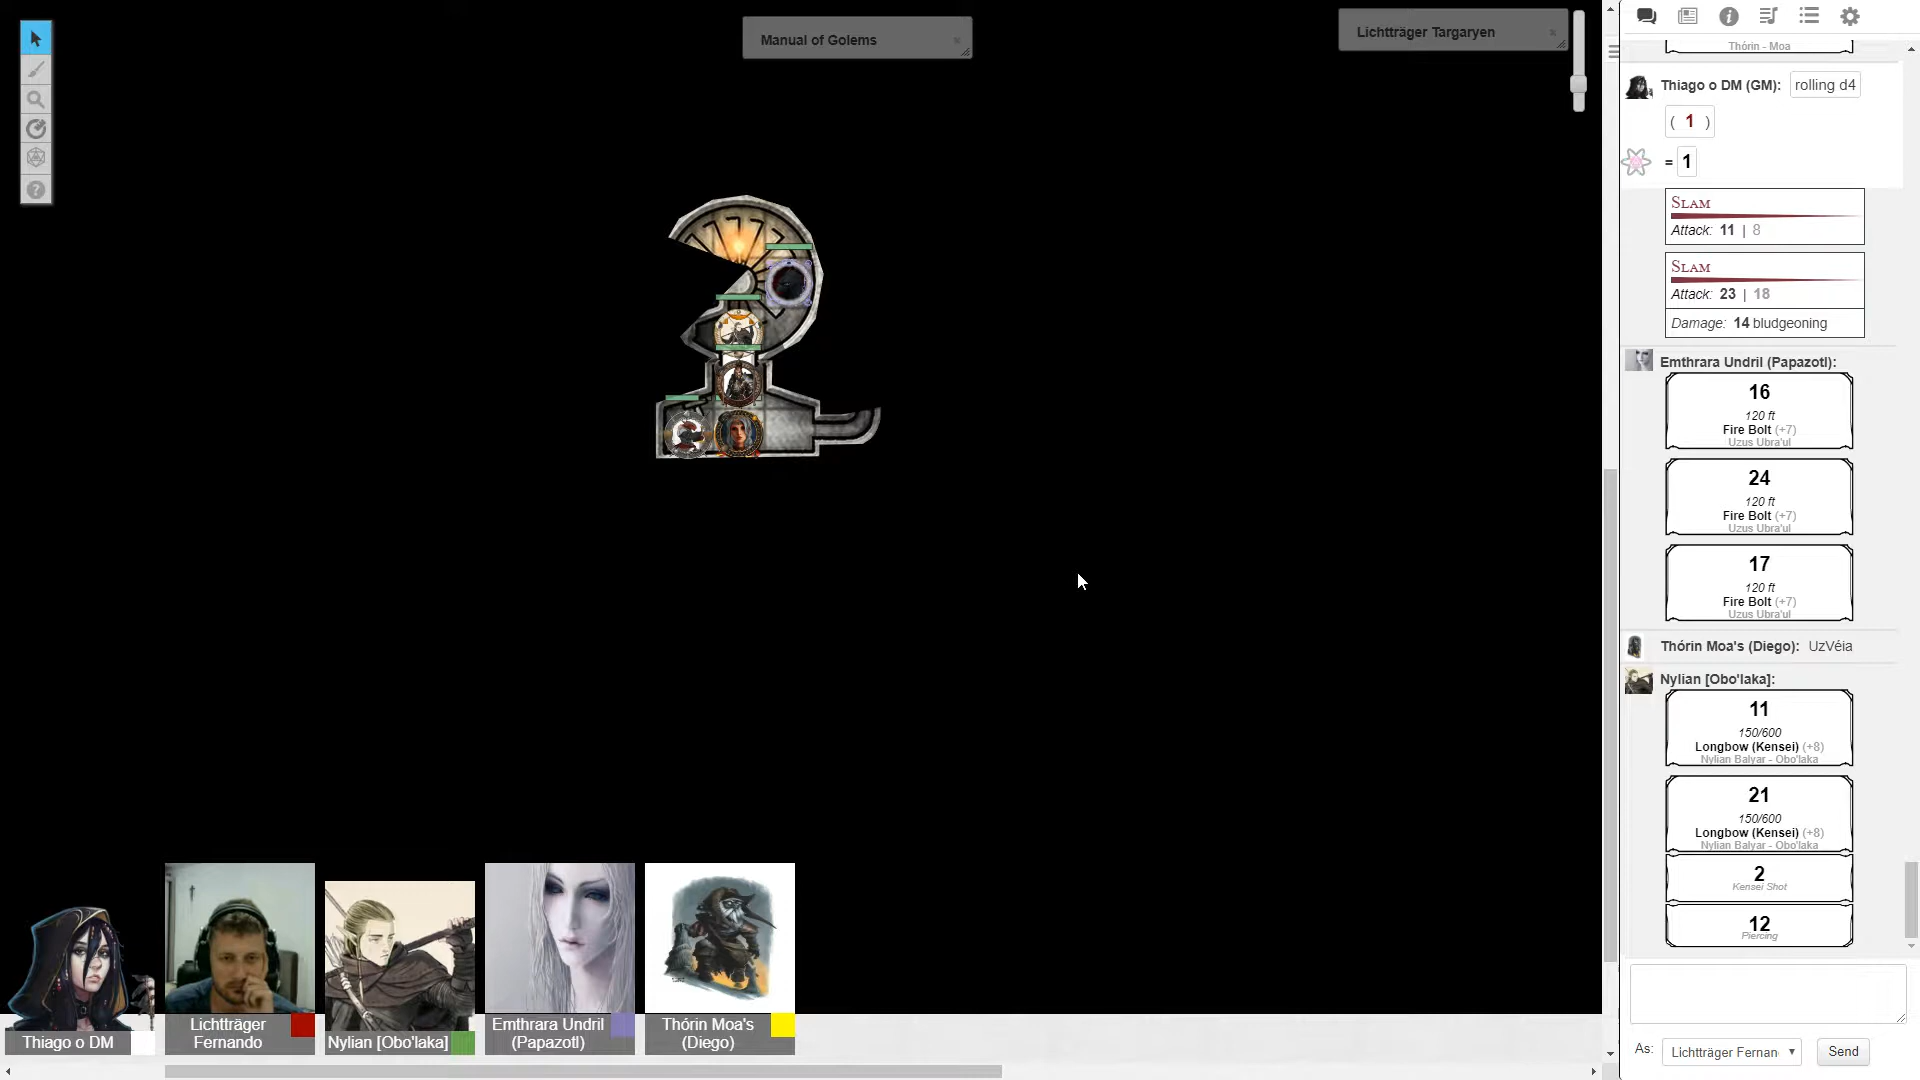 Manual of Golems
Lichtträger Targaryen
Thórin - Moa
Thiago o DM (GM): rolling d4
( 1 )
= 1
Slam
Attack: 11 | 8
Slam
Attack: 23 | 18
Damage: 14 bludgeoning
Emthrara Undril (Papazotl):
16
120 ft
Fire Bolt (+7)
Uzus Ubra'ul
24
120 ft
Fire Bolt (+7)
Uzus Ubra'ul
17
120 ft
Fire Bolt (+7)
Uzus Ubra'ul
Thórin Moa's (Diego): UzVéia
Nylian [Obo'laka]:
11
150/600
Longbow (Kensei) (+8)
Nylian Balyar - Obo'laka
21
150/600
Longbow (Kensei) (+8)
Nylian Balyar - Obo'laka
2
Kensei Shot
12
Piercing
As: Lichtträger Fernan
Send
Thiago o DM
Lichtträger
Fernando
Nylian [Obo'laka]
Emthrara Undril
(Papazotl)
Thórin Moa's
(Diego)